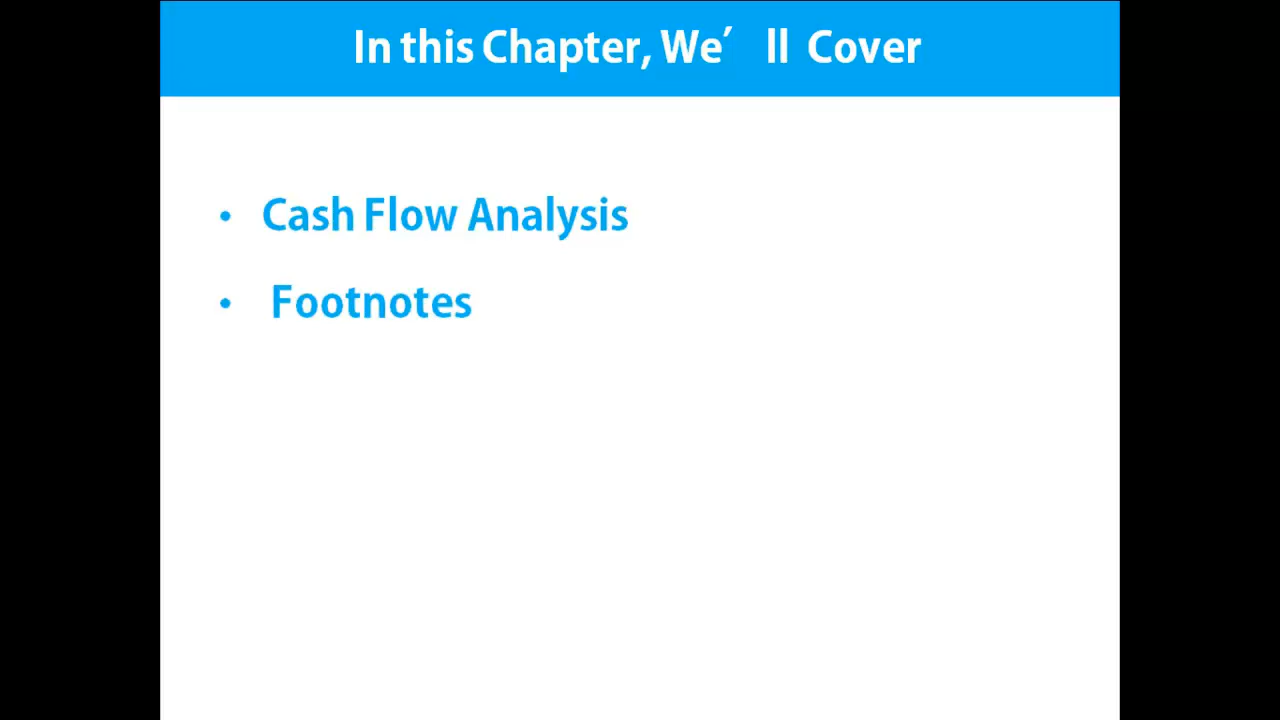 In this Chapter, We’ ll Cover
• Cash Flow Analysis
• Footnotes